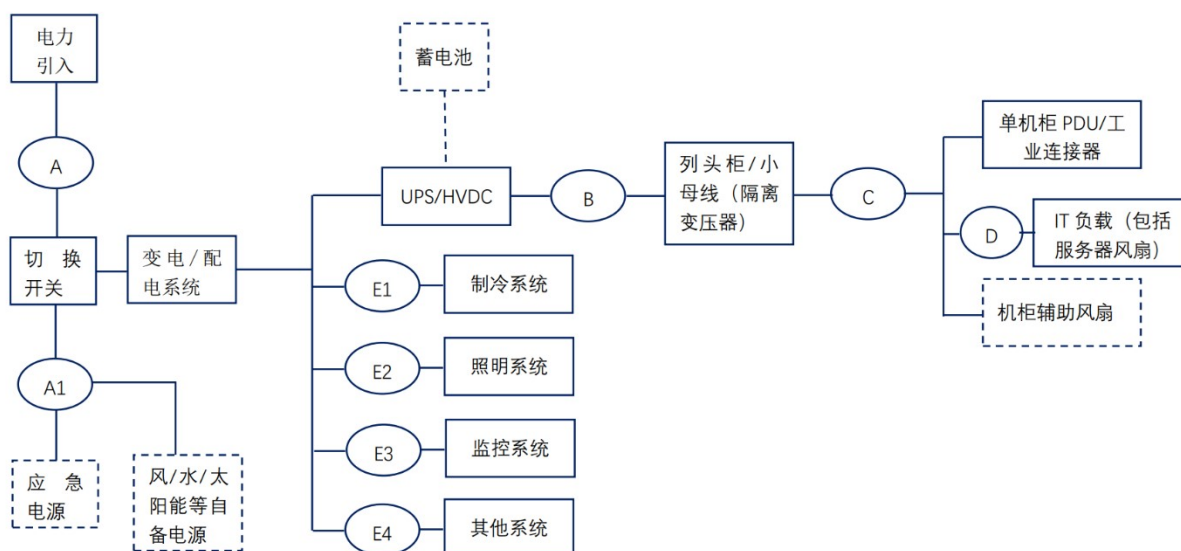 电力
引入
蓄电池
A
单机柜 PDU/工
业连接器
UPS/HVDC
B
列头柜/小
母线（隔离
变压器）
C
D
IT 负载（包括
服务器风扇）
切换
开关
变电/配
电系统
E1
制冷系统
机柜辅助风扇
A1
E2
照明系统
E3
监控系统
应急
电源
风/水/太
阳能等自
备电源
E4
其他系统